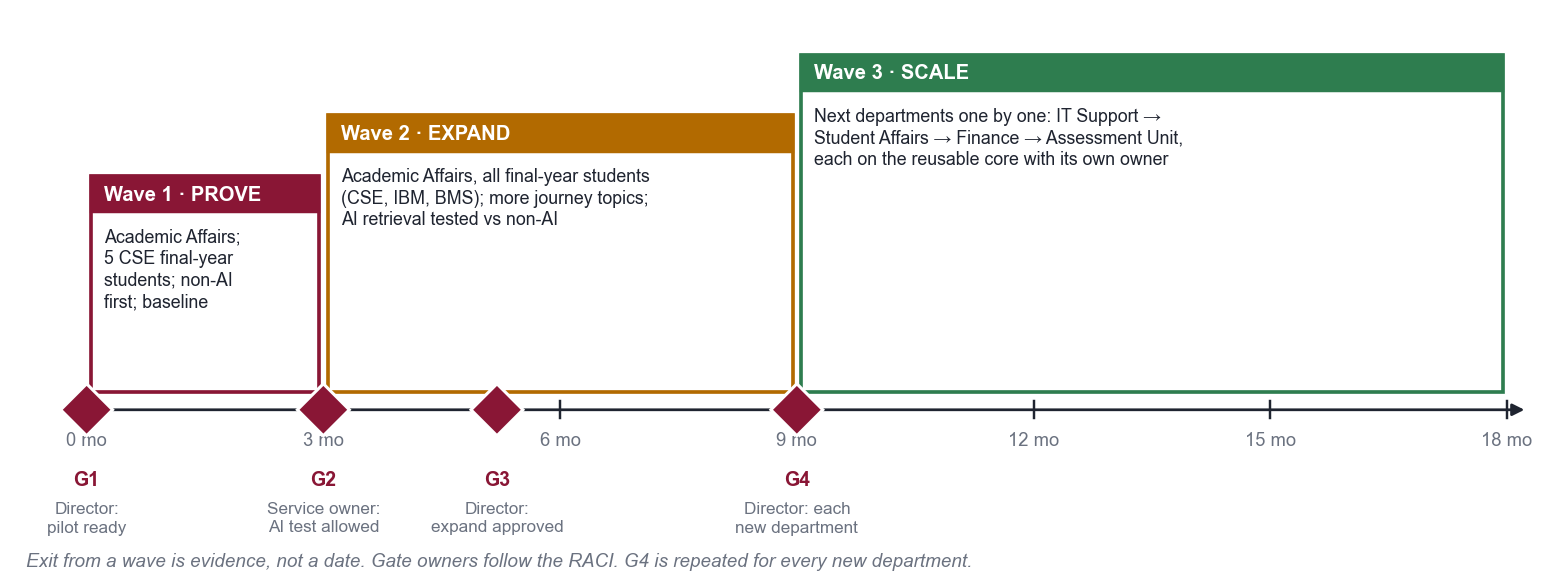 Wave 1 · PROVE
Academic Affairs;
5 CSE final-year
students; non-AI
first; baseline
Wave 2 · EXPAND
Academic Affairs, all final-year students
(CSE, IBM, BMS); more journey topics;
AI retrieval tested vs non-AI
Wave 3 · SCALE
Next departments one by one: IT Support →
Student Affairs → Finance → Assessment Unit,
each on the reusable core with its own owner
0 mo
3 mo
6 mo
9 mo
12 mo
15 mo
18 mo
G1
Director:
pilot ready
G2
Service owner:
AI test allowed
G3
Director:
expand approved
G4
Director: each
new department
Exit from a wave is evidence, not a date. Gate owners follow the RACI. G4 is repeated for every new department.